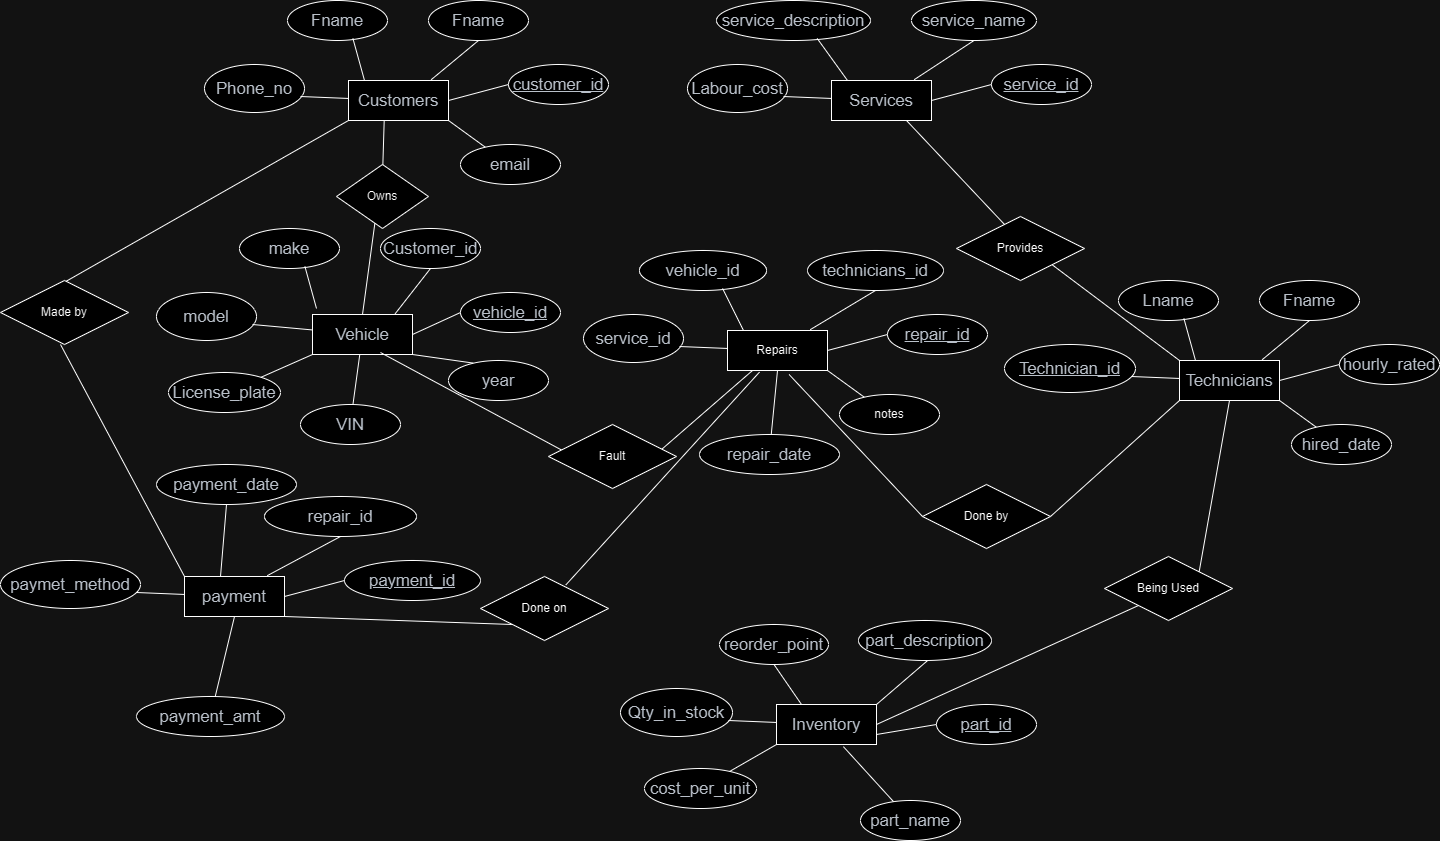 Fname
Fname
service_description
service_name
Phone_no
Customers
customer_id
Labour_cost
Services
service_id
email
Owns
make
Customer_id
Provides
vehicle_id
technicians_id
Lname
Fname
Made by
model
vehicle_id
Vehicle
service_id
Repairs
repair_id
Technician_id
Technicians
hourly_rated
License_plate
year
notes
VIN
hired_date
Fault
repair_date
payment_date
repair_id
Done by
paymet_method
payment
payment_id
Done on
Being Used
reorder_point
part_description
Qty_in_stock
Inventory
part_id
payment_amt
cost_per_unit
part_name